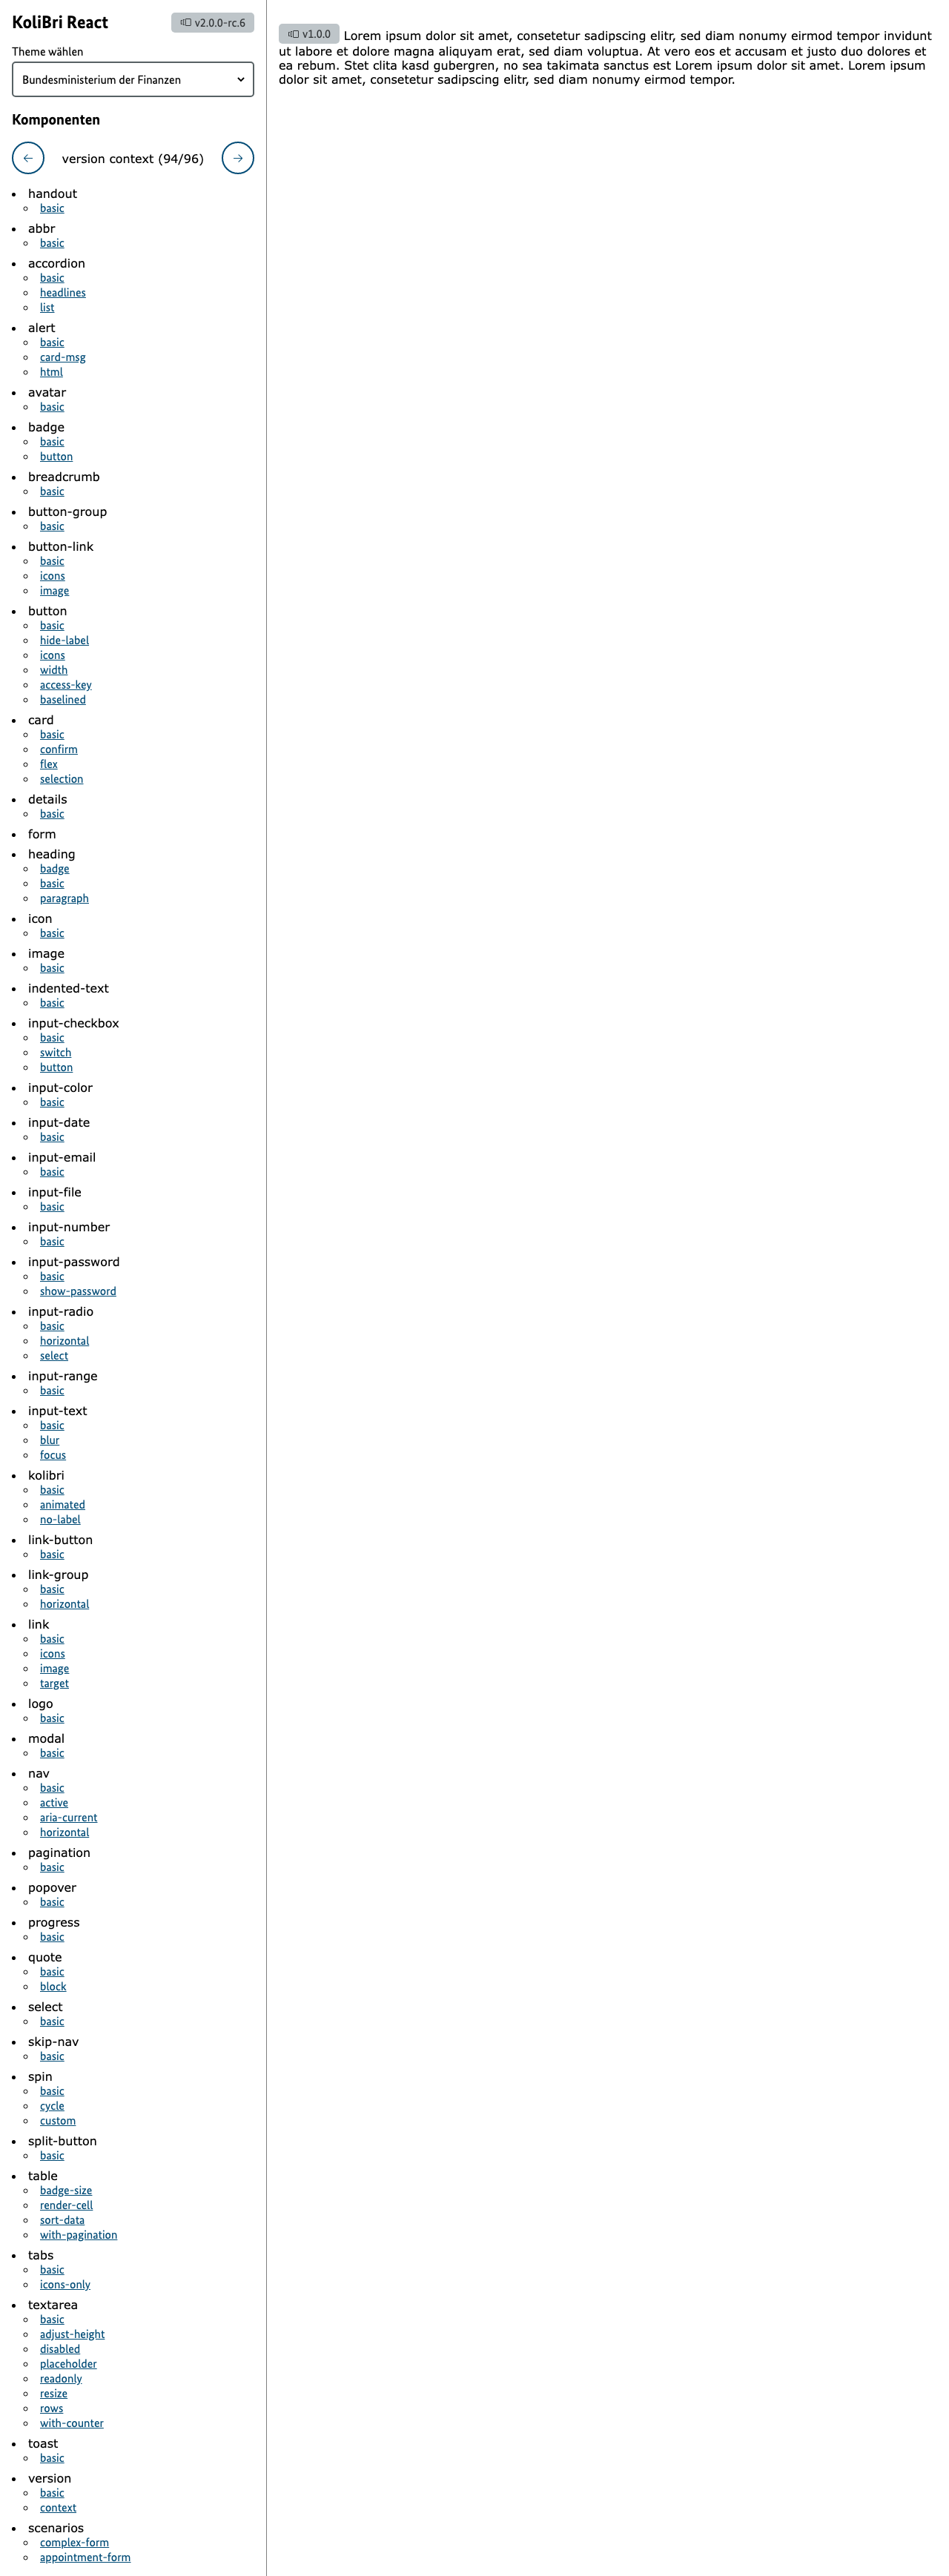 KoliBri React
v2.0.0-rc.6
Theme wählen
Bundesministerium der Finanzen
Komponenten
version context (94/96)
handout
basic
abbr
basic
accordion
basic
headlines
list
alert
basic
card-msg
html
avatar
basic
badge
basic
button
breadcrumb
basic
button-group
basic
button-link
basic
icons
image
button
basic
hide-label
icons
width
access-key
baselined
card
basic
confirm
flex
selection
details
basic
form
heading
badge
basic
paragraph
icon
basic
image
basic
indented-text
basic
input-checkbox
basic
switch
button
input-color
basic
input-date
basic
input-email
basic
input-file
basic
input-number
basic
input-password
basic
show-password
input-radio
basic
horizontal
select
input-range
basic
input-text
basic
blur
focus
kolibri
basic
animated
no-label
link-button
basic
link-group
basic
horizontal
link
basic
icons
image
target
logo
basic
modal
basic
nav
basic
active
aria-current
horizontal
pagination
basic
popover
basic
progress
basic
quote
basic
block
select
basic
skip-nav
basic
spin
basic
cycle
custom
split-button
basic
table
badge-size
render-cell
sort-data
with-pagination
tabs
basic
icons-only
textarea
basic
adjust-height
disabled
placeholder
readonly
resize
rows
with-counter
toast
basic
version
basic
context
scenarios
complex-form
appointment-form
v1.0.0 Lorem ipsum dolor sit amet, consetetur sadipscing elitr, sed diam nonumy eirmod tempor invidunt
ut labore et dolore magna aliquyam erat, sed diam voluptua. At vero eos et accusam et justo duo dolores et
ea rebum. Stet clita kasd gubergren, no sea takimata sanctus est Lorem ipsum dolor sit amet. Lorem ipsum
dolor sit amet, consetetur sadipscing elitr, sed diam nonumy eirmod tempor.